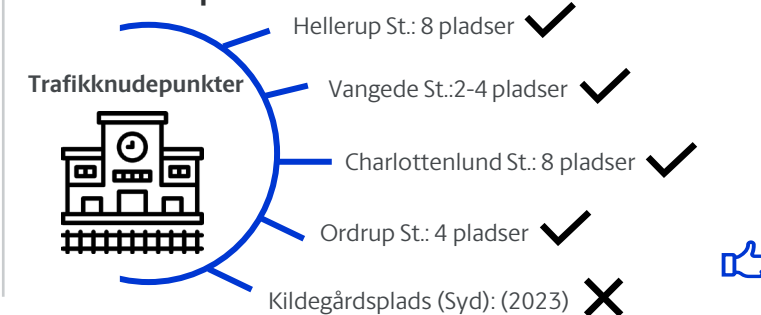 Hellerup St.: 8 pladser
Trafikknudepunkter
Vangede St.:2-4 pladser
Charlottenlund St.: 8 pladser
Ordrup St.: 4 pladser
Kildegårdsplads (Syd): (2023)